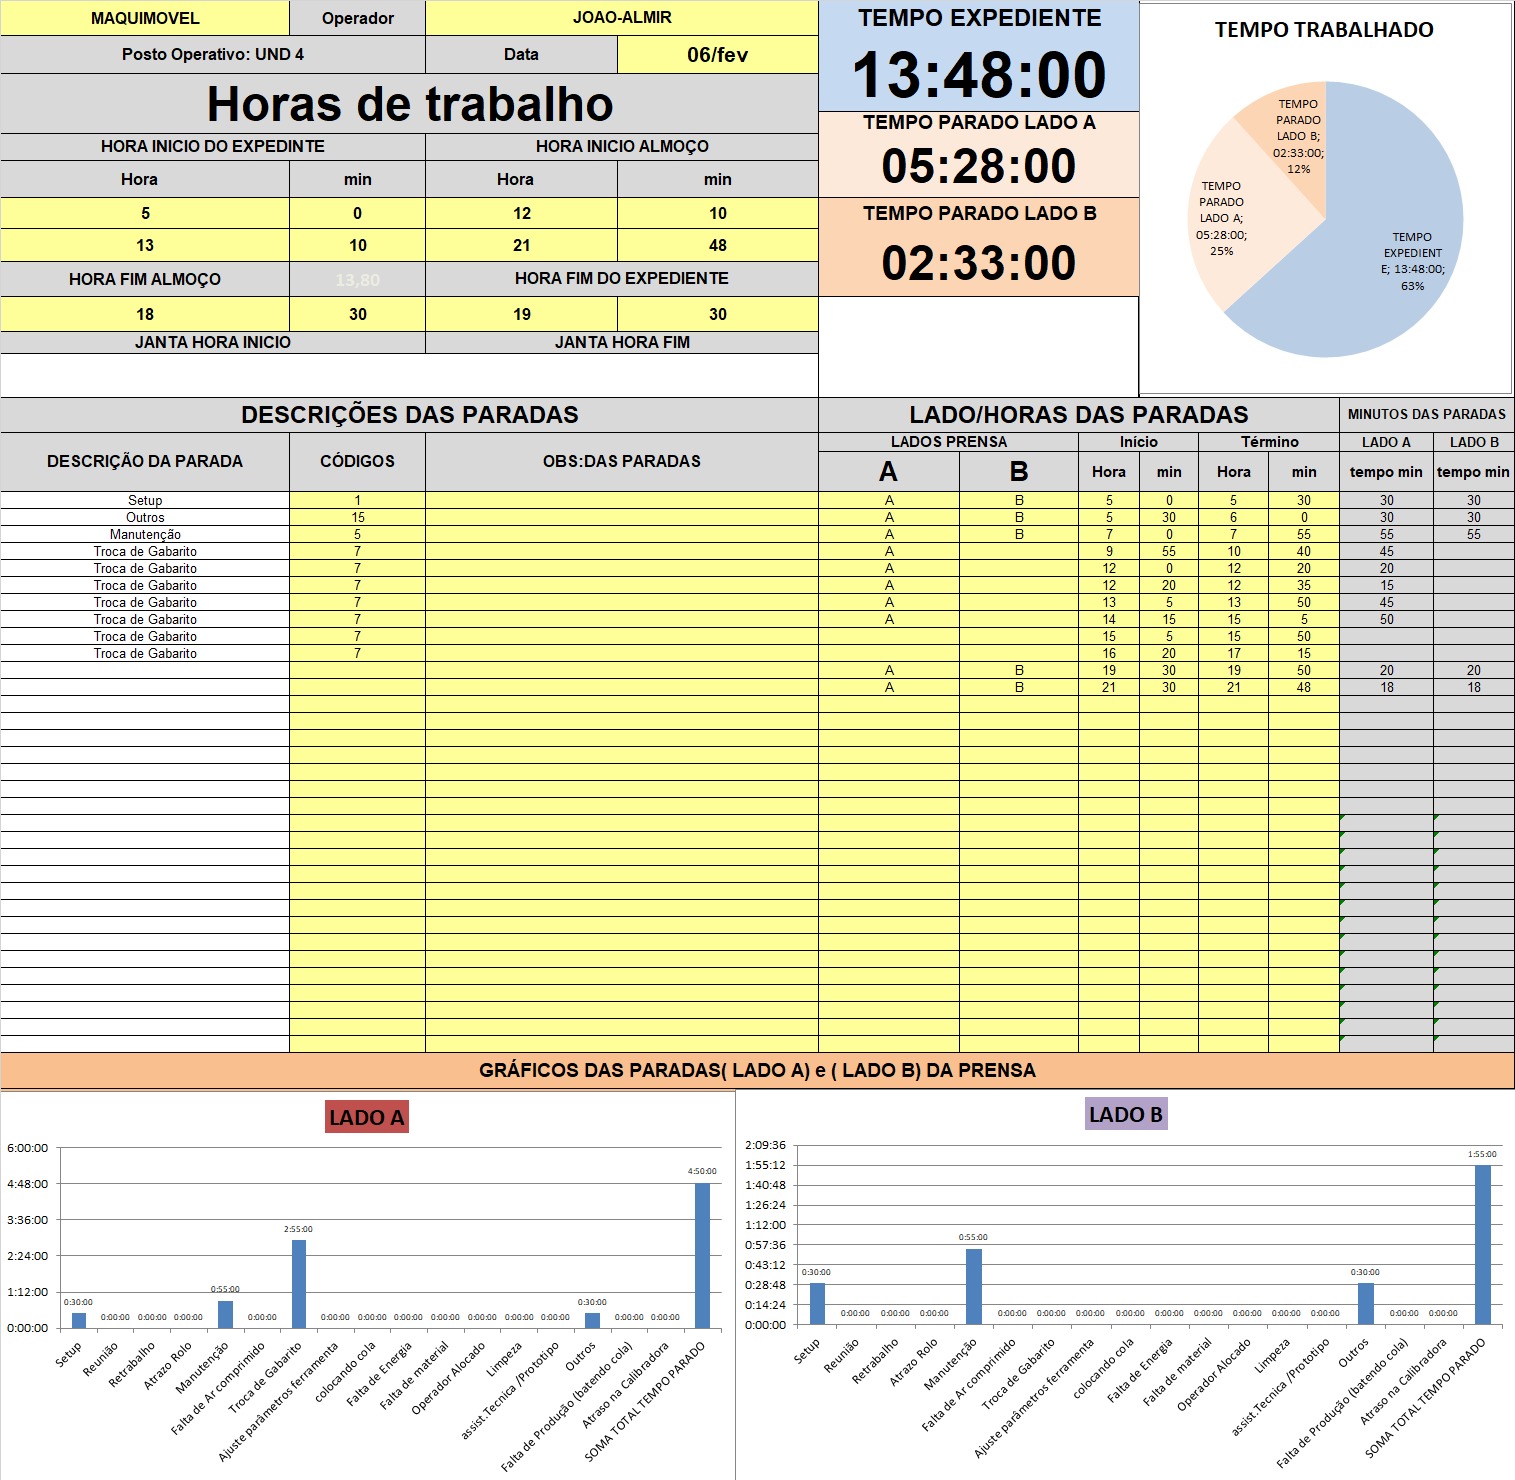 MAQUIMOVEL Operador JOAO-ALMIR
Posto Operativo: UND 4 Data 06/fev
Horas de trabalho
HORA INICIO DO EXPEDINTE HORA INICIO ALMOÇO
Hora min Hora min
5 0 12 10
13 10 21 48
HORA FIM ALMOÇO 13,80 HORA FIM DO EXPEDIENTE
18 30 19 30
JANTA HORA INICIO JANTA HORA FIM
TEMPO EXPEDIENTE
13:48:00
TEMPO PARADO LADO A
05:28:00
TEMPO PARADO LADO B
02:33:00
TEMPO TRABALHADO
TEMPO
PARADO
LADO B;
02:33:00;
12%
TEMPO
PARADO
LADO A;
05:28:00;
25%
TEMPO
EXPEDIENT
E; 13:48:00;
63%
DESCRIÇÕES DAS PARADAS LADO/HORAS DAS PARADAS MINUTOS DAS PARADAS
LADOS PRENSA Início Término LADO A LADO B
DESCRIÇÃO DA PARADA CÓDIGOS OBS:DAS PARADAS A B Hora min Hora min tempo min tempo min
Setup 1 A B 5 0 5 30 30 30
Outros 15 A B 5 30 6 0 30 30
Manutenção 5 A B 7 0 7 55 55 55
Troca de Gabarito 7 A 9 55 10 40 45
Troca de Gabarito 7 A 12 0 12 20 20
Troca de Gabarito 7 A 12 20 12 35 15
Troca de Gabarito 7 A 13 5 13 50 45
Troca de Gabarito 7 A 14 15 15 5 50
Troca de Gabarito 7 15 5 15 50
Troca de Gabarito 7 16 20 17 15
A B 19 30 19 50 20 20
A B 21 30 21 48 18 18
GRÁFICOS DAS PARADAS( LADO A) e ( LADO B) DA PRENSA
LADO A
6:00:00
4:48:00
3:36:00
2:24:00
1:12:00
0:00:00
0:30:00 0:00:00 0:00:00 0:00:00 0:55:00 0:00:00 2:55:00 0:00:00 0:00:00 0:00:00 0:00:00 0:00:00 0:00:00 0:00:00 0:30:00 0:00:00 0:00:00 4:50:00
Setup
Reunião
Retrabalho
Atrazo Rolo
Manutenção
Falta de Ar comprimido
Troca de Gabarito
Ajuste parâmetros ferramenta
colocando cola
Falta de Energia
Falta de material
Operador Alocado
Limpeza
assist.Tecnica /Prototipo
Outros
Falta de Produção (batendo cola)
Atraso na Calibradora
SOMA TOTAL TEMPO PARADO
LADO B
2:09:36
1:55:12
1:40:48
1:26:24
1:12:00
0:57:36
0:43:12
0:28:48
0:14:24
0:00:00
0:30:00 0:00:00 0:00:00 0:00:00 0:55:00 0:00:00 0:00:00 0:00:00 0:00:00 0:00:00 0:00:00 0:00:00 0:00:00 0:00:00 0:30:00 0:00:00 0:00:00 1:55:00
Setup
Reunião
Retrabalho
Atrazo Rolo
Manutenção
Falta de Ar comprimido
Troca de Gabarito
Ajuste parâmetros ferramenta
colocando cola
Falta de Energia
Falta de material
Operador Alocado
Limpeza
assist.Tecnica /Prototipo
Outros
Falta de Produção (batendo cola)
Atraso na Calibradora
SOMA TOTAL TEMPO PARADO